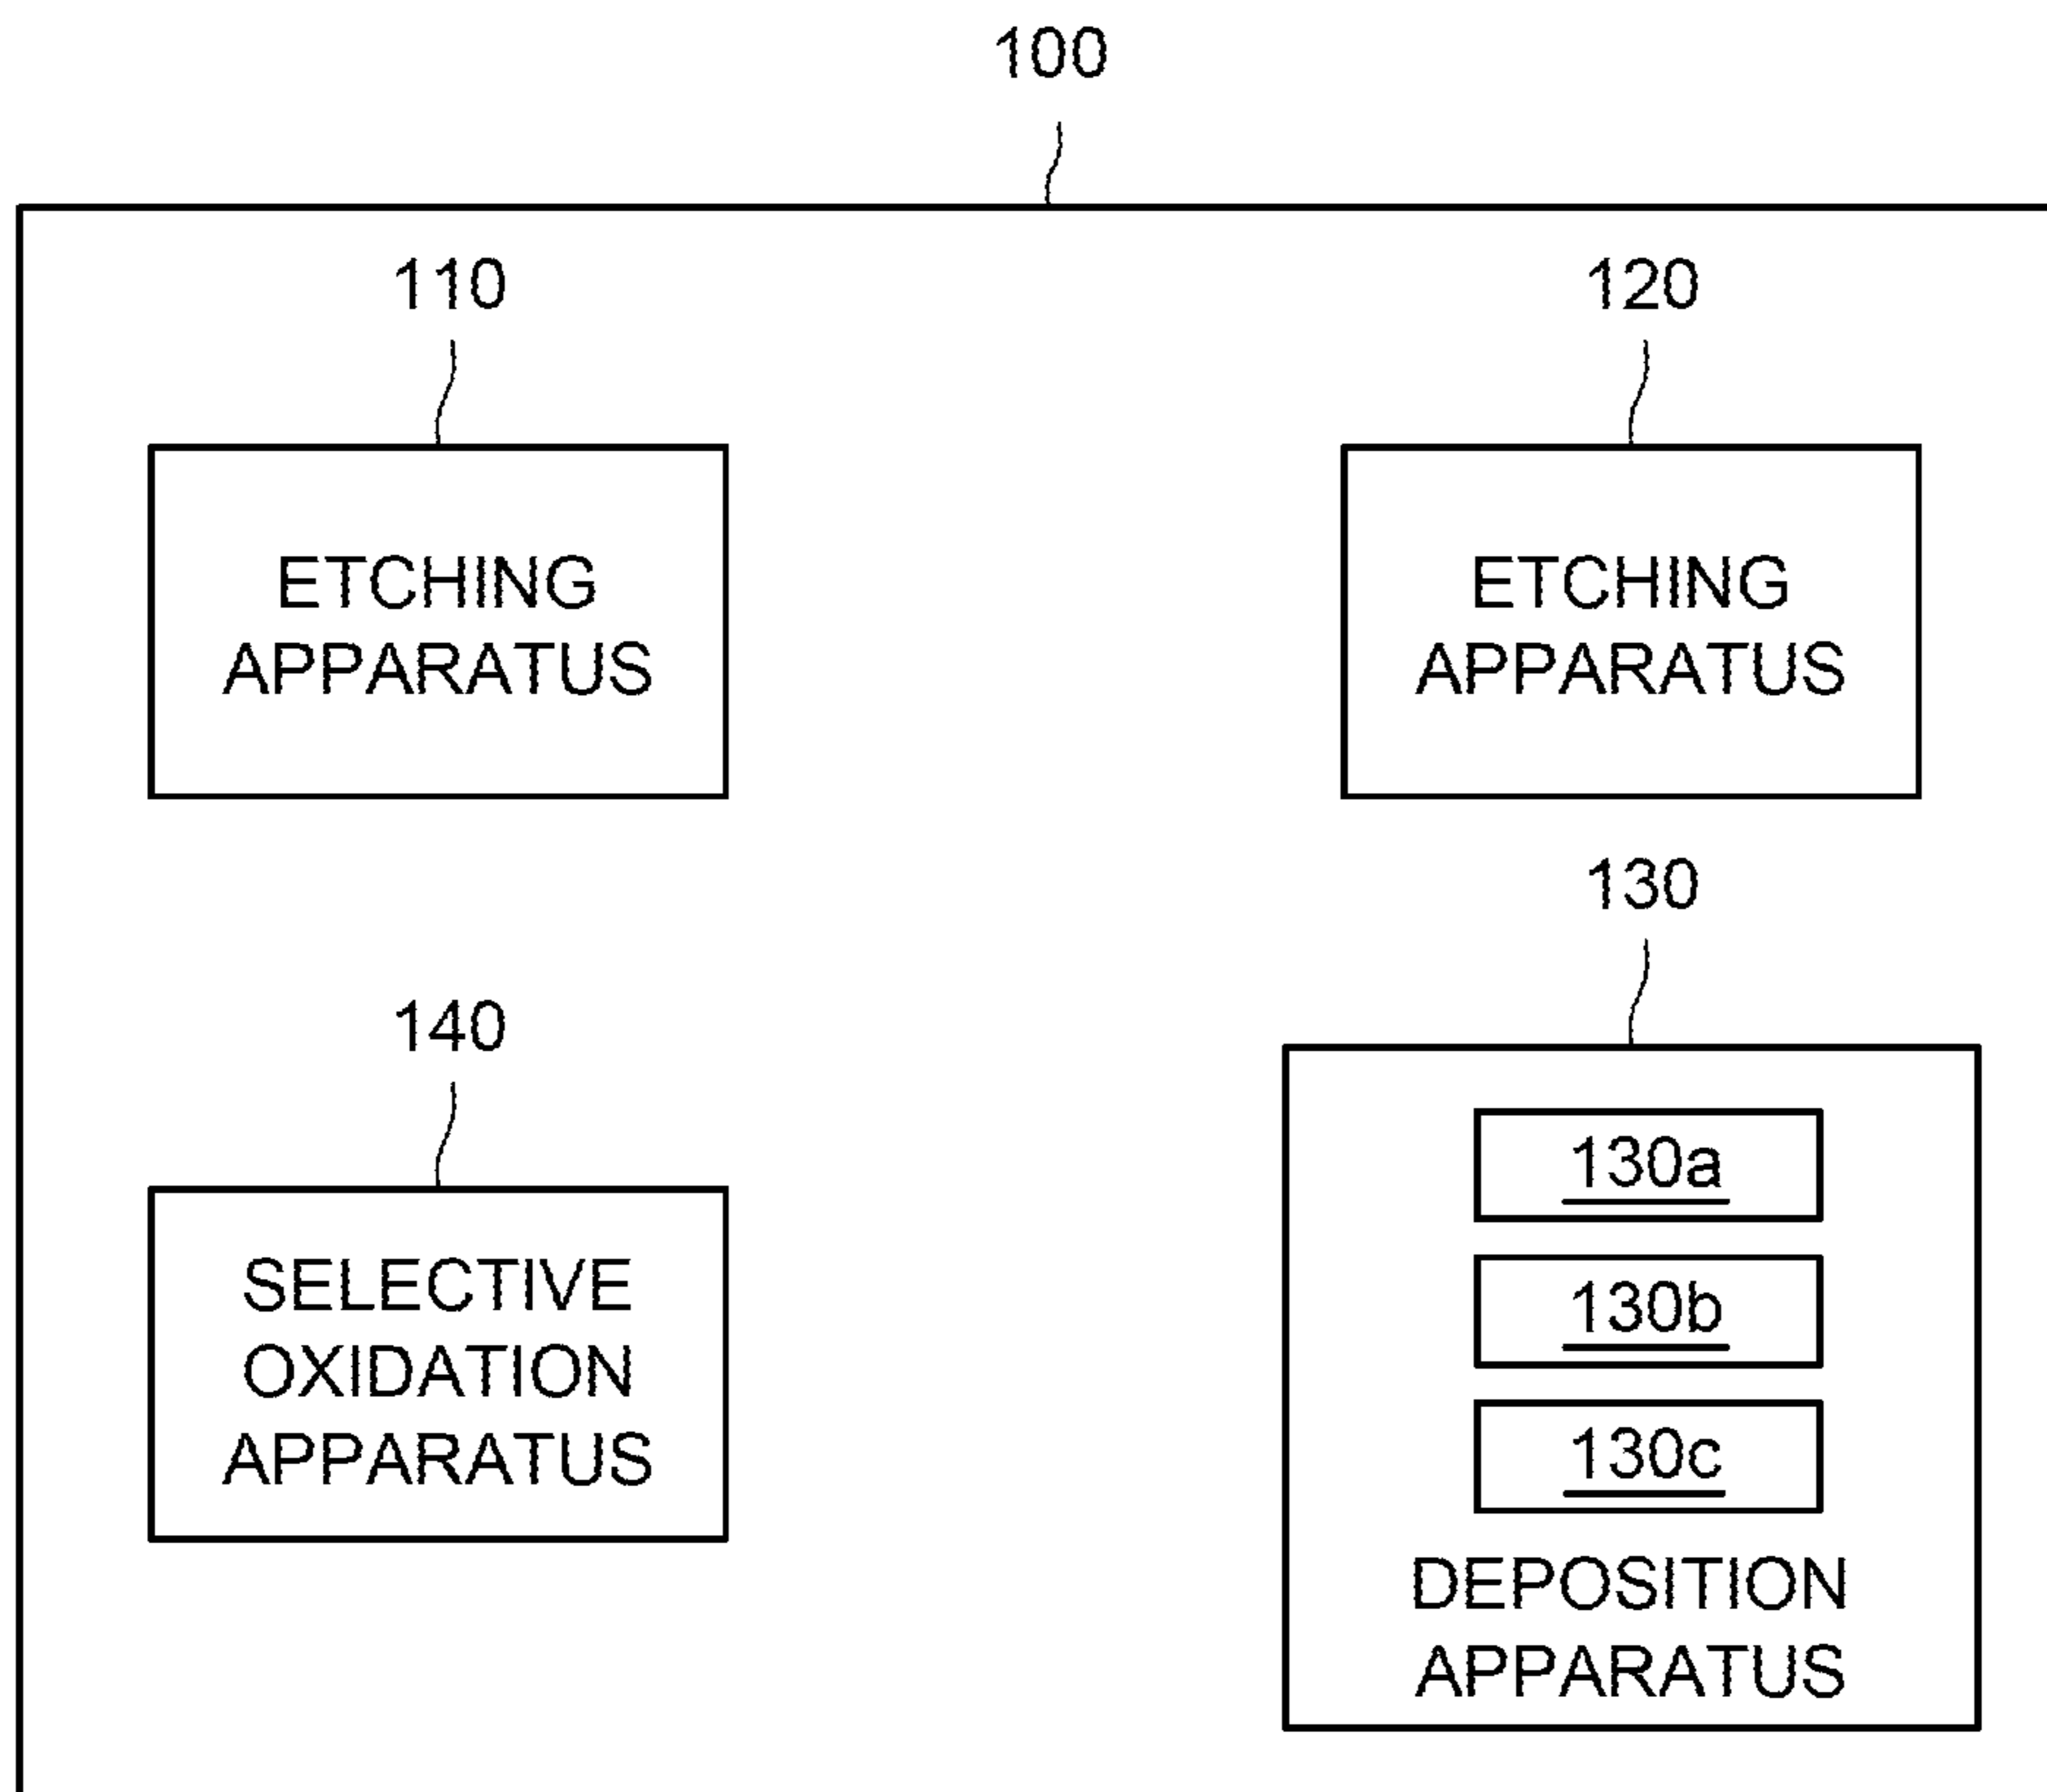 100
110
120
ETCHING
APPARATUS
ETCHING
APPARATUS
130
140
130a
130b
130c
SELECTIVE
OXIDATION
APPARATUS
DEPOSITION
APPARATUS